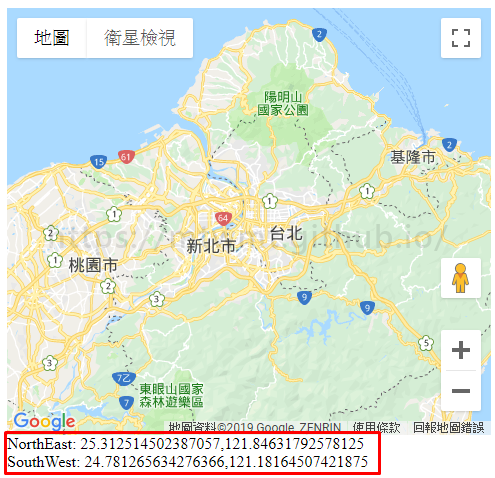 地圖 衛星檢視
2
陽明山
國家公園
2
15
61
基隆市
1
1
1
64
2
https://
github.io/
新北市
台北
桃園市
3
9
9
5
3
7乙
7
東眼山國家
森林遊樂區
Google
地圖資料©2019 Google, ZENRIN 使用條款 回報地圖錯誤
NorthEast: 25.312514502387057,121.84631792578125
SouthWest: 24.781265634276366,121.18164507421875